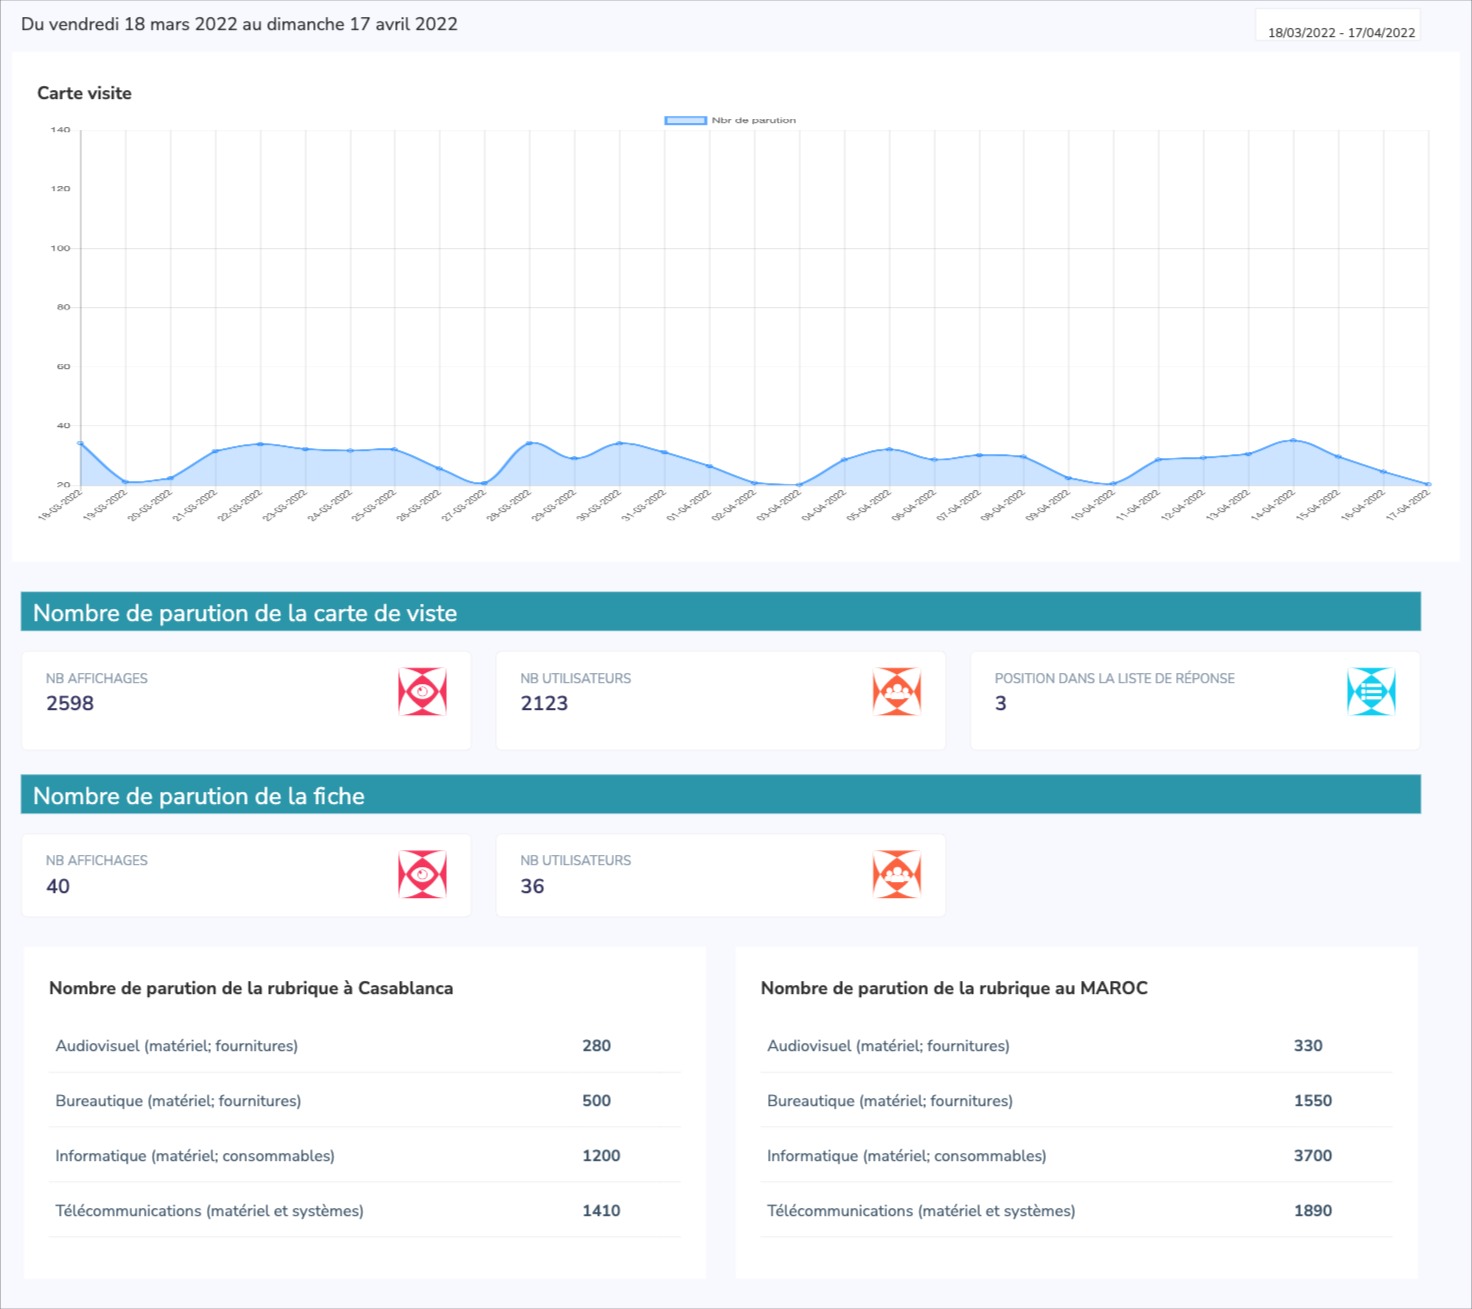 Du vendredi 18 mars 2022 au dimanche 17 avril 2022
18/03/2022 - 17/04/2022
Carte visite
Nbr de parution
140
120
100
80
60
40
20
18-03-2022
19-03-2022
20-03-2022
21-03-2022
22-03-2022
23-03-2022
24-03-2022
25-03-2022
26-03-2022
27-03-2022
28-03-2022
29-03-2022
30-03-2022
31-03-2022
01-04-2022
02-04-2022
03-04-2022
04-04-2022
05-04-2022
06-04-2022
07-04-2022
08-04-2022
09-04-2022
10-04-2022
11-04-2022
12-04-2022
13-04-2022
14-04-2022
15-04-2022
16-04-2022
17-04-2022
Nombre de parution de la carte de viste
NB AFFICHAGES
2598
NB UTILISATEURS
2123
POSITION DANS LA LISTE DE RÉPONSE
3
Nombre de parution de la fiche
NB AFFICHAGES
40
NB UTILISATEURS
36
Nombre de parution de la rubrique à Casablanca
Audiovisuel (matériel; fournitures) 280
Bureautique (matériel; fournitures) 500
Informatique (matériel; consommables) 1200
Télécommunications (matériel et systèmes) 1410
Nombre de parution de la rubrique au MAROC
Audiovisuel (matériel; fournitures) 330
Bureautique (matériel; fournitures) 1550
Informatique (matériel; consommables) 3700
Télécommunications (matériel et systèmes) 1890